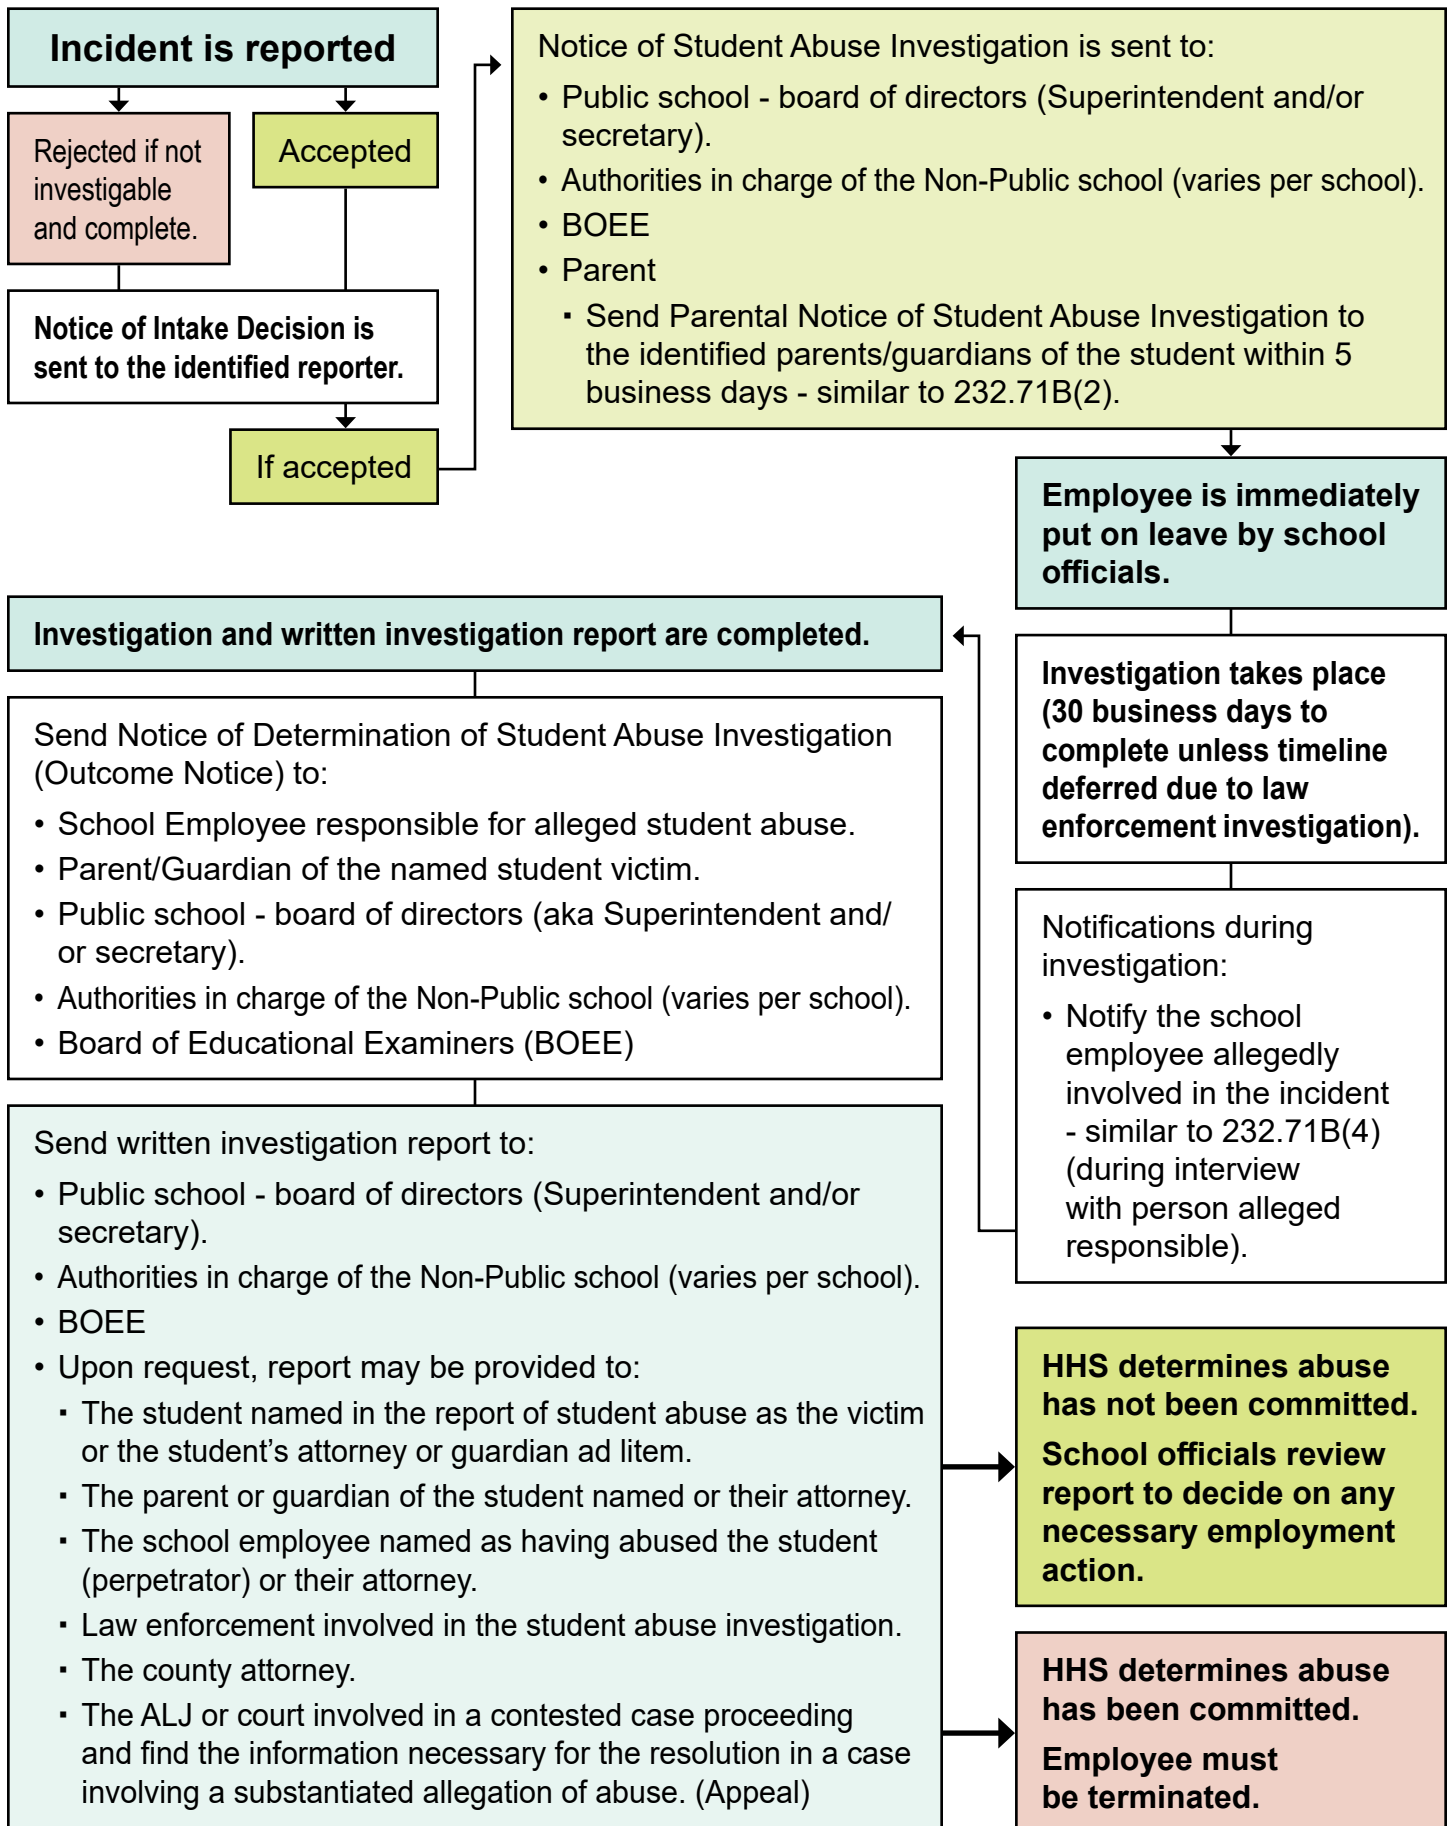 Incident is reported
Rejected if not
investigable
and complete.
Accepted
Notice of Intake Decision is
sent to the identified reporter.
If accepted
Notice of Student Abuse Investigation is sent to:
• Public school - board of directors (Superintendent and/or
secretary).
• Authorities in charge of the Non-Public school (varies per school).
• BOEE
• Parent
▪ Send Parental Notice of Student Abuse Investigation to
the identified parents/guardians of the student within 5
business days - similar to 232.71B(2).
Employee is immediately
put on leave by school
officials.
Investigation takes place
(30 business days to
complete unless timeline
deferred due to law
enforcement investigation).
Notifications during
investigation:
• Notify the school
employee allegedly
involved in the incident
- similar to 232.71B(4)
(during interview
with person alleged
responsible).
Investigation and written investigation report are completed.
Send Notice of Determination of Student Abuse Investigation
(Outcome Notice) to:
• School Employee responsible for alleged student abuse.
• Parent/Guardian of the named student victim.
• Public school - board of directors (aka Superintendent and/
or secretary).
• Authorities in charge of the Non-Public school (varies per school).
• Board of Educational Examiners (BOEE)
Send written investigation report to:
• Public school - board of directors (Superintendent and/or
secretary).
• Authorities in charge of the Non-Public school (varies per school).
• BOEE
• Upon request, report may be provided to:
▪ The student named in the report of student abuse as the victim
or the student’s attorney or guardian ad litem.
▪ The parent or guardian of the student named or their attorney.
▪ The school employee named as having abused the student
(perpetrator) or their attorney.
▪ Law enforcement involved in the student abuse investigation.
▪ The county attorney.
▪ The ALJ or court involved in a contested case proceeding
and find the information necessary for the resolution in a case
involving a substantiated allegation of abuse. (Appeal)
HHS determines abuse
has not been committed.
School officials review
report to decide on any
necessary employment
action.
HHS determines abuse
has been committed.
Employee must
be terminated.